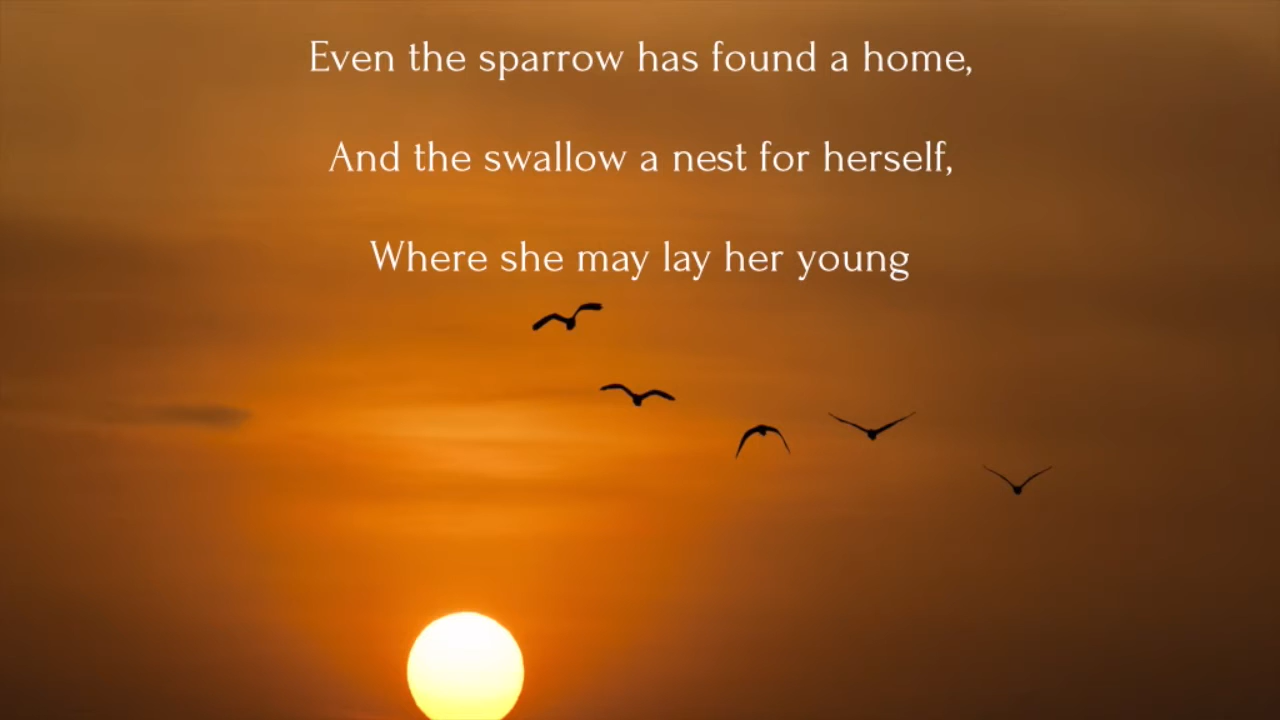 Even the sparrow has found a home,
And the swallow a nest for herself,
Where she may lay her young